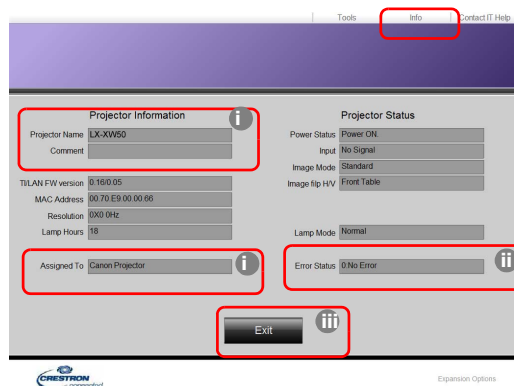 Tools Info Contact IT Help
Projector Information
i
Projector Name LX-XW50
Comment
TI/LAN FW version 0.16/0.05
MAC Address 00.70.E9.00.00.66
Resolution 0X0 0Hz
Lamp Hours 18
Assigned To Canon Projector
i
Projector Status
Power Status Power ON.
Input No Signal
Image Mode Standard
Image filp H/V Front Table
Lamp Mode Normal
Error Status 0:No Error
ii
Exit
iii
CRESTRON
connected
Expansion Options